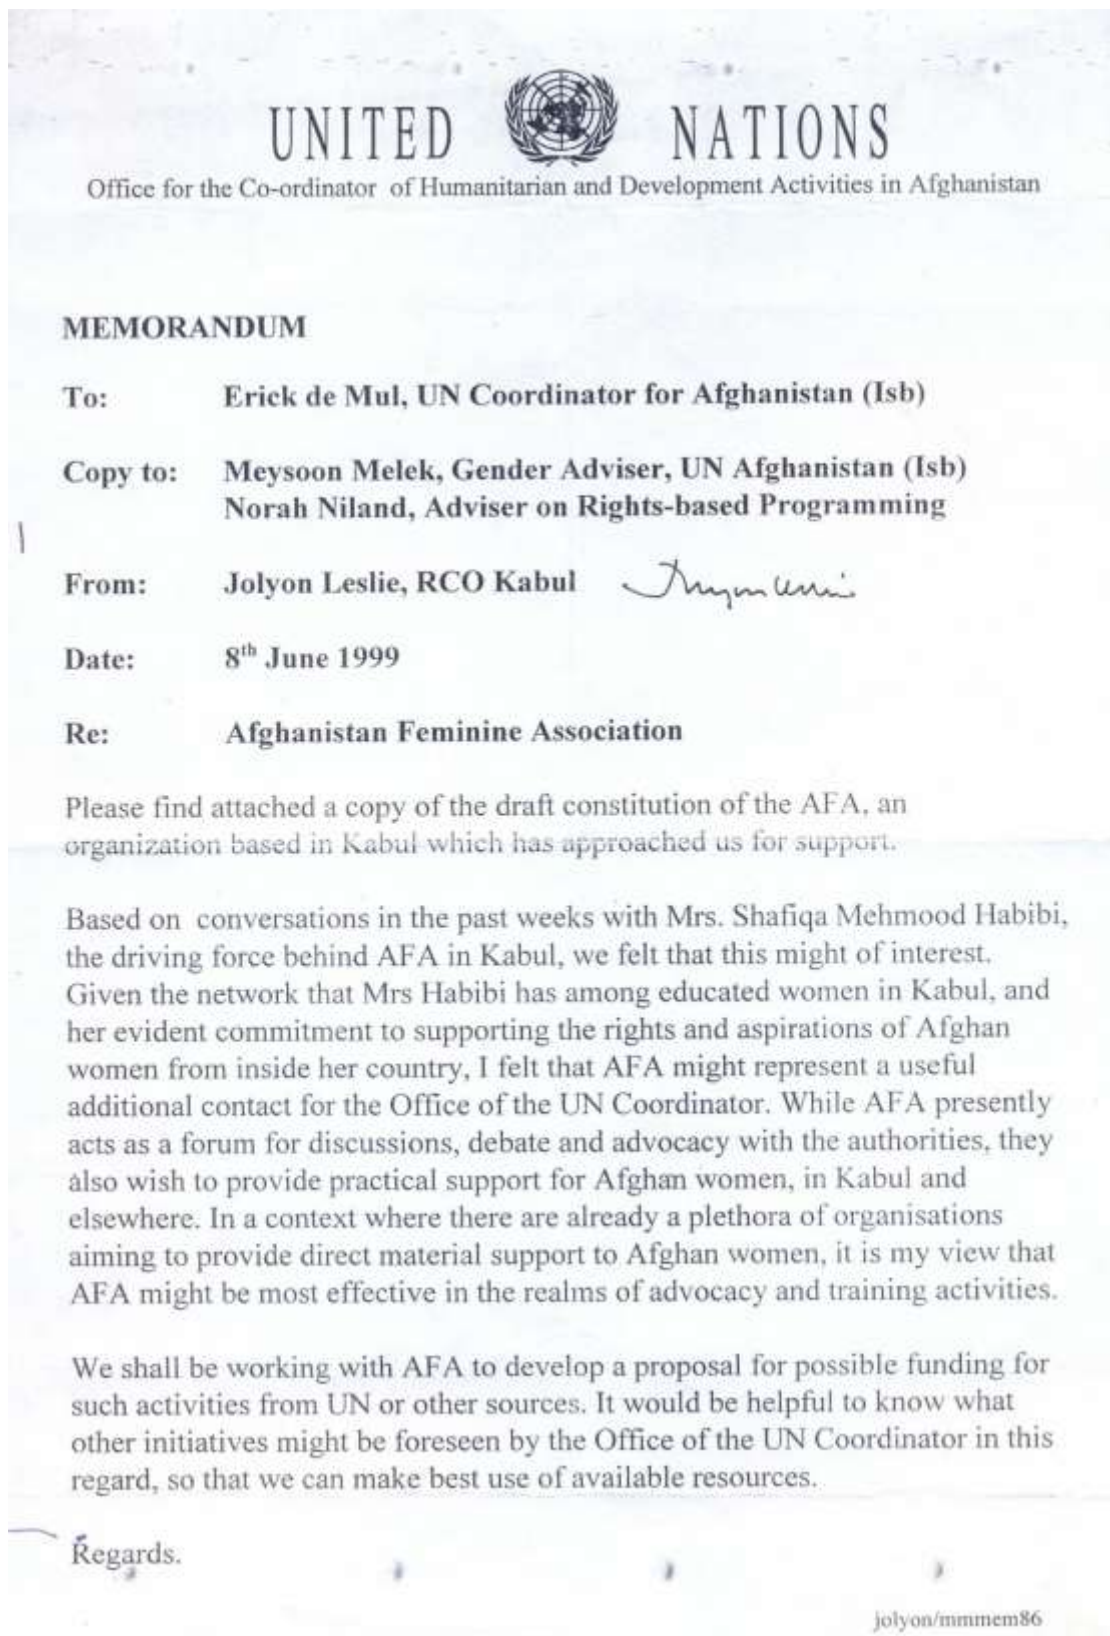 UNITED NATIONS
Office for the Co-ordinator of Humanitarian and Development Activities in Afghanistan
MEMORANDUM
To: Erick de Mul, UN Coordinator for Afghanistan (Isb)
Copy to: Meysoon Melek, Gender Adviser, UN Afghanistan (Isb)
Norah Niland, Adviser on Rights-based Programming
From: Jolyon Leslie, RCO Kabul
Date: 8th June 1999
Re: Afghanistan Feminine Association
Please find attached a copy of the draft constitution of the AFA, an
organization based in Kabul which has approached us for support.
Based on conversations in the past weeks with Mrs. Shafiqa Mehmood Habibi,
the driving force behind AFA in Kabul, we felt that this might of interest.
Given the network that Mrs Habibi has among educated women in Kabul, and
her evident commitment to supporting the rights and aspirations of Afghan
women from inside her country, I felt that AFA might represent a useful
additional contact for the Office of the UN Coordinator. While AFA presently
acts as a forum for discussions, debate and advocacy with the authorities, they
also wish to provide practical support for Afghan women, in Kabul and
elsewhere. In a context where there are already a plethora of organisations
aiming to provide direct material support to Afghan women, it is my view that
AFA might be most effective in the realms of advocacy and training activities.
We shall be working with AFA to develop a proposal for possible funding for
such activities from UN or other sources. It would be helpful to know what
other initiatives might be foreseen by the Office of the UN Coordinator in this
regard, so that we can make best use of available resources.
Regards.
jolyon/mmmem86